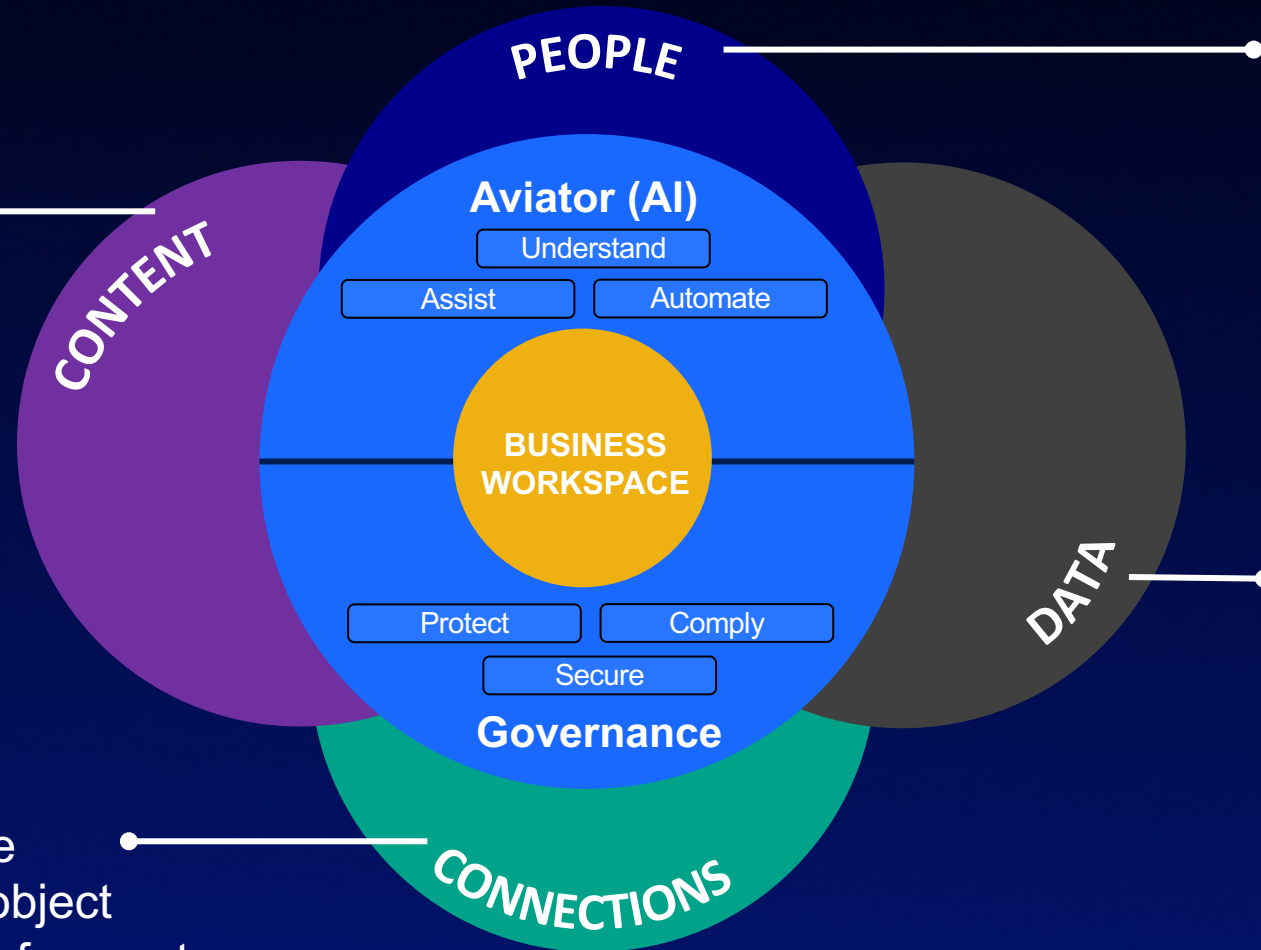 PEOPLE
Aviator (AI)
Understand
Assist
Automate
CONTENT
BUSINESS
WORKSPACE
DATA
Protect
Comply
Secure
Governance
CONNECTIONS
object